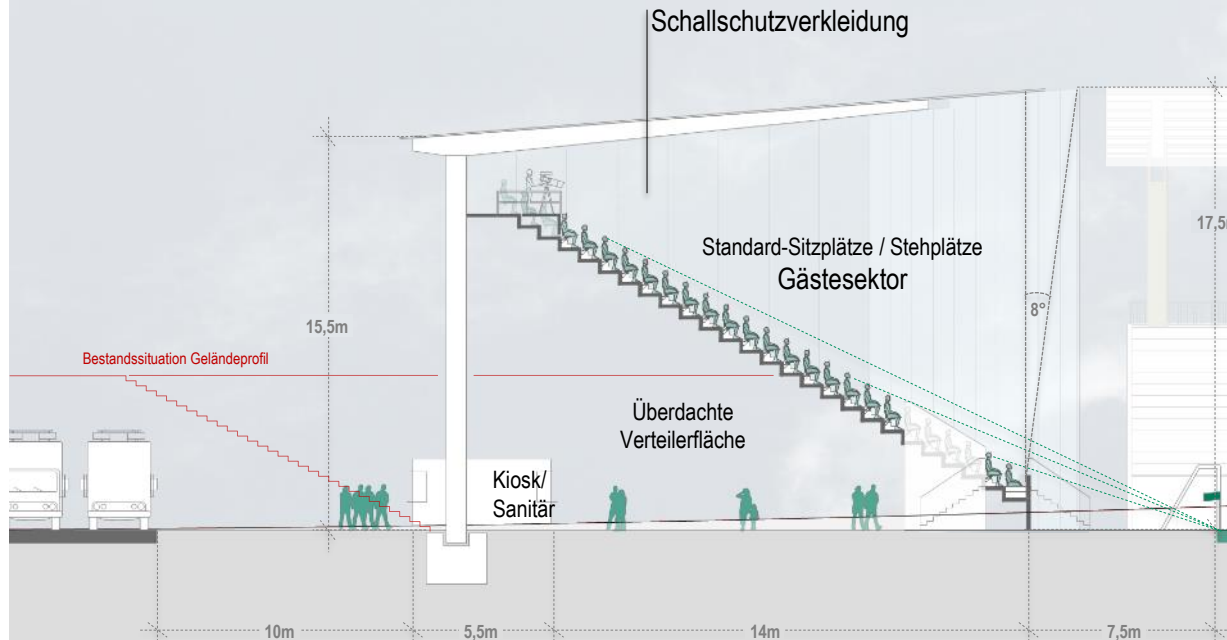 Schallschutzverkleidung
Standard-Sitzplätze / Stehplätze
Gästesektor
17,5
8°
15,5m
Bestandssituation Geländeprofil
Überdachte
Verteilerfläche
Kiosk/
Sanitär
10m
5,5m
14m
7,5m